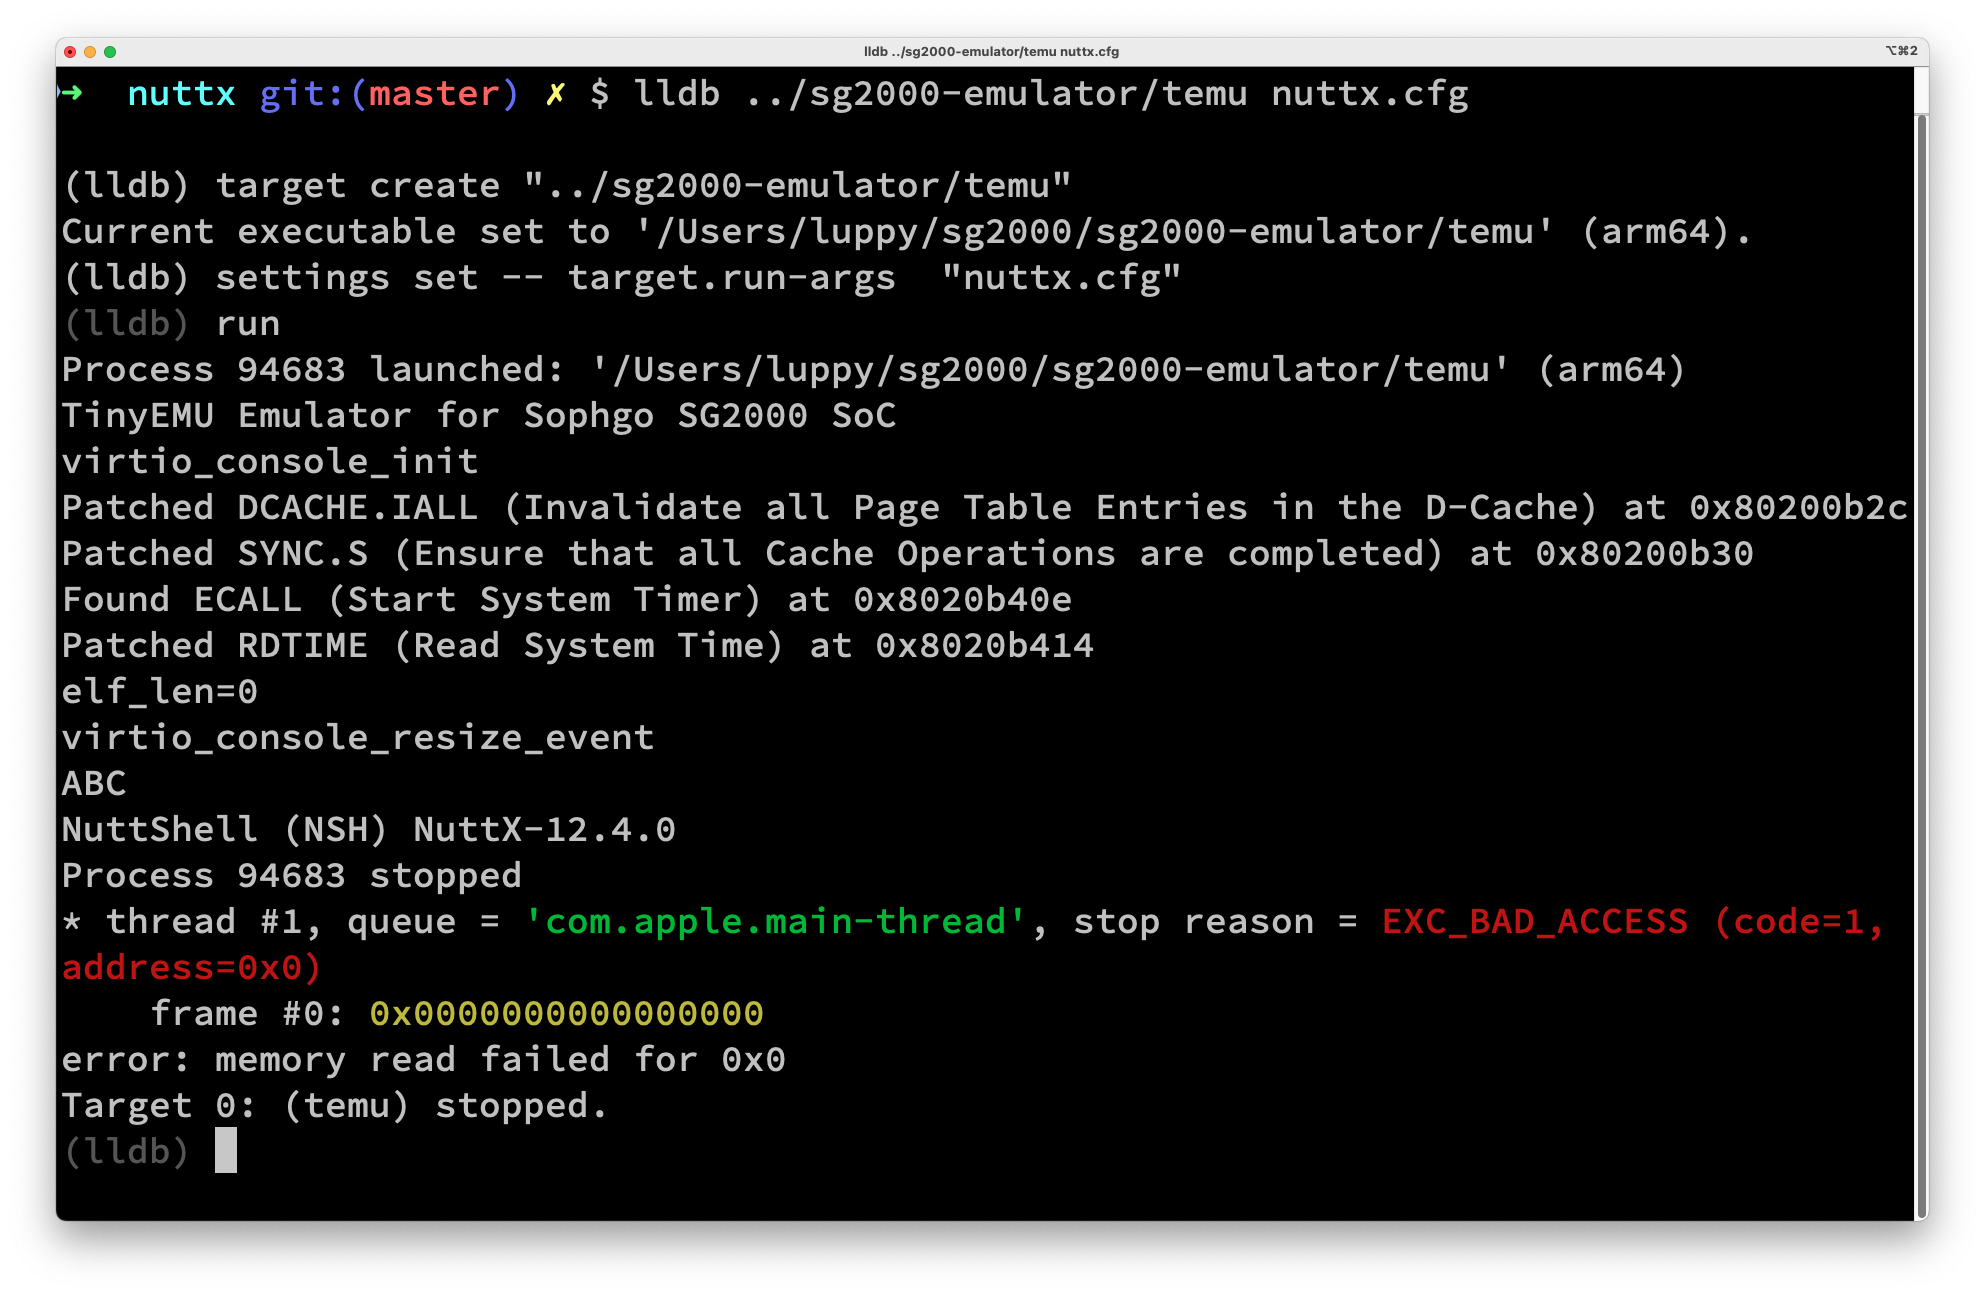 lldb ../sg2000-emulator/temu nuttx.cfg
⌥⌘2
➜  nuttx git:(master) ✗ $ lldb ../sg2000-emulator/temu nuttx.cfg
(lldb) target create "../sg2000-emulator/temu"
Current executable set to '/Users/luppy/sg2000/sg2000-emulator/temu' (arm64).
(lldb) settings set -- target.run-args  "nuttx.cfg"
(lldb) run
Process 94683 launched: '/Users/luppy/sg2000/sg2000-emulator/temu' (arm64)
TinyEMU Emulator for Sophgo SG2000 SoC
virtio_console_init
Patched DCACHE.IALL (Invalidate all Page Table Entries in the D-Cache) at 0x80200b2c
Patched SYNC.S (Ensure that all Cache Operations are completed) at 0x80200b30
Found ECALL (Start System Timer) at 0x8020b40e
Patched RDTIME (Read System Time) at 0x8020b414
elf_len=0
virtio_console_resize_event
ABC
NuttShell (NSH) NuttX-12.4.0
Process 94683 stopped
* thread #1, queue = 'com.apple.main-thread', stop reason = EXC_BAD_ACCESS (code=1,
address=0x0)
    frame #0: 0x0000000000000000
error: memory read failed for 0x0
Target 0: (temu) stopped.
(lldb)